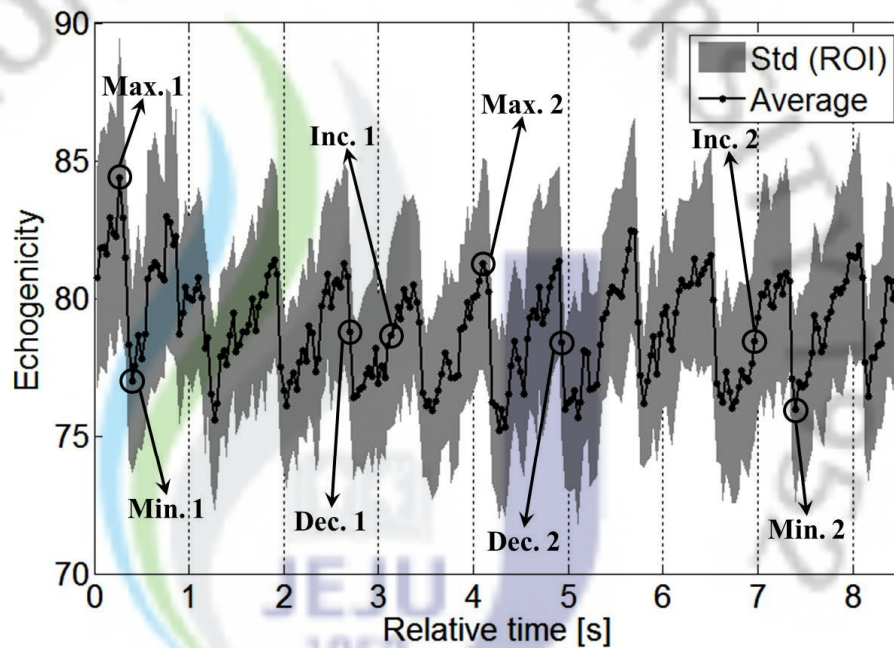 90
85
80
75
70
Echogenicity
Std (ROI)
Average
Max. 1
Inc. 1
Max. 2
Inc. 2
Min. 1
Dec. 1
Dec. 2
Min. 2
0 1 2 3 4 5 6 7 8
Relative time [s]
JEJU
1952